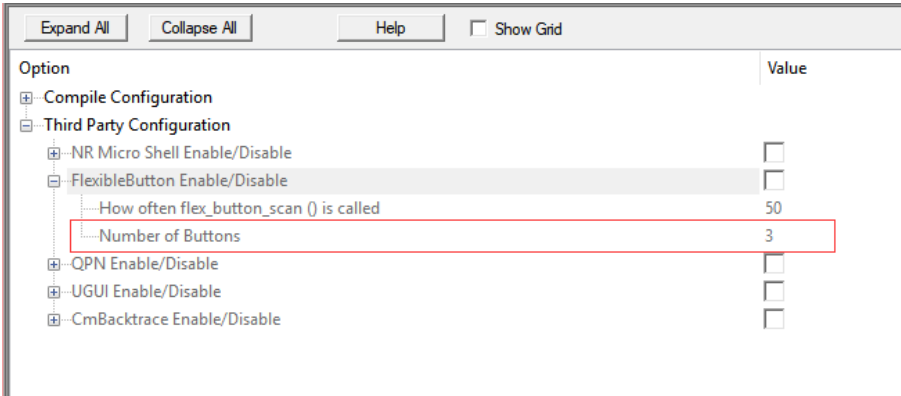 Expand All Collapse All Help Show Grid
Option Value
Compile Configuration
Third Party Configuration
NR Micro Shell Enable/Disable
FlexibleButton Enable/Disable
How often flex_button_scan () is called 50
Number of Buttons 3
QPN Enable/Disable
UGUI Enable/Disable
CmBacktrace Enable/Disable